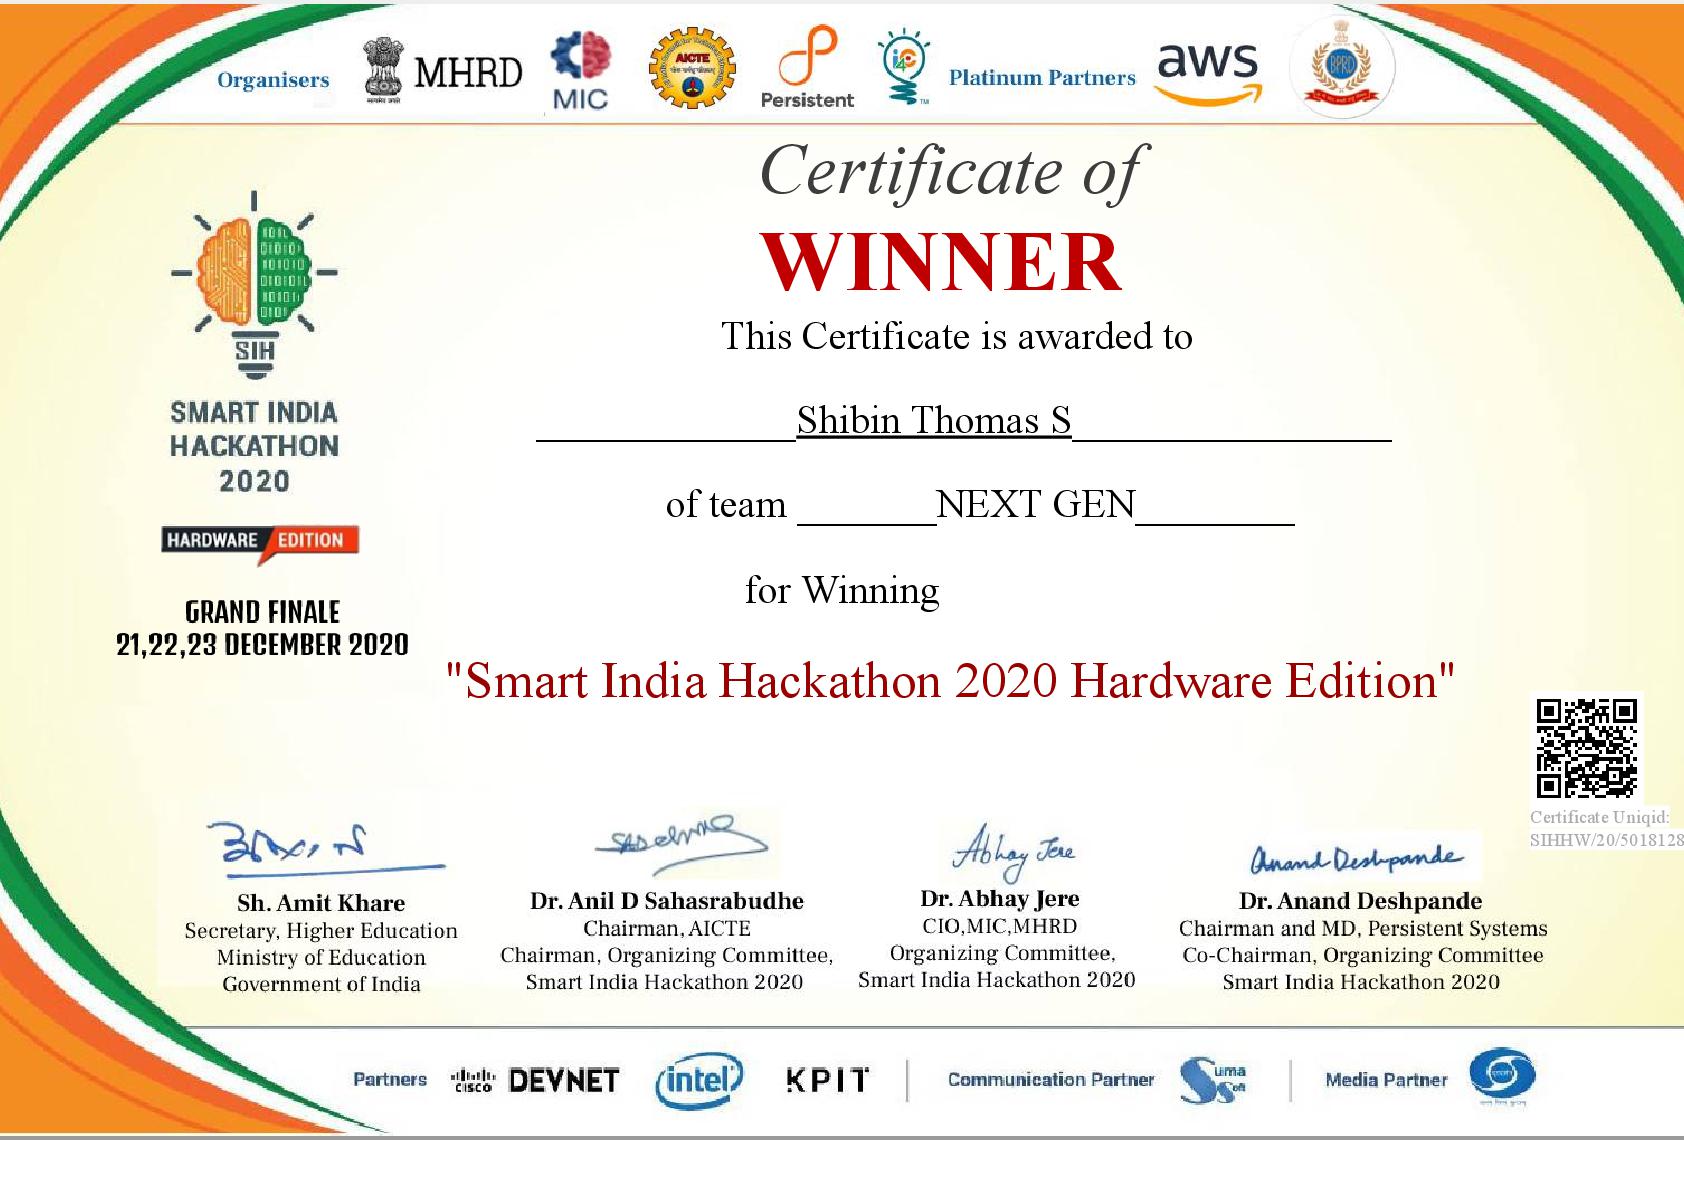 Organisers
MHRD
MIC
AICTE
Persistent
i4c
TM
Platinum Partners
aws
BPRD
Certificate of
WINNER
This Certificate is awarded to
Shibin Thomas S
of team NEXT GEN
for Winning
"Smart India Hackathon 2020 Hardware Edition"
SIH
SMART INDIA
HACKATHON
2020
HARDWARE EDITION
GRAND FINALE
21,22,23 DECEMBER 2020
Certificate Uniqid:
SIHHW/20/5018128
Abhay Jere
Anand Deshpande
Sh. Amit Khare
Secretary, Higher Education
Ministry of Education
Government of India
Dr. Anil D Sahasrabudhe
Chairman, AICTE
Chairman, Organizing Committee,
Smart India Hackathon 2020
Dr. Abhay Jere
CIO,MIC,MHRD
Organizing Committee,
Smart India Hackathon 2020
Dr. Anand Deshpande
Chairman and MD, Persistent Systems
Co-Chairman, Organizing Committee
Smart India Hackathon 2020
Partners
CISCO DEVNET
intel
KPIT
Communication Partner
Suma Soft
Media Partner